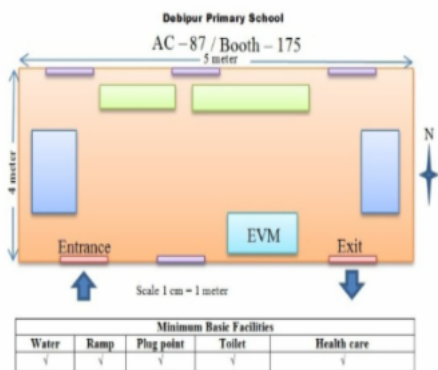 Debipur Primary School
AC – 87 / Booth – 175
5 meter
4 meter
N
Entrance
EVM
Exit
Scale 1 cm = 1 meter
Minimum Basic Facilities
Water Ramp Plug point Toilet Health care
√ √ √ √ √